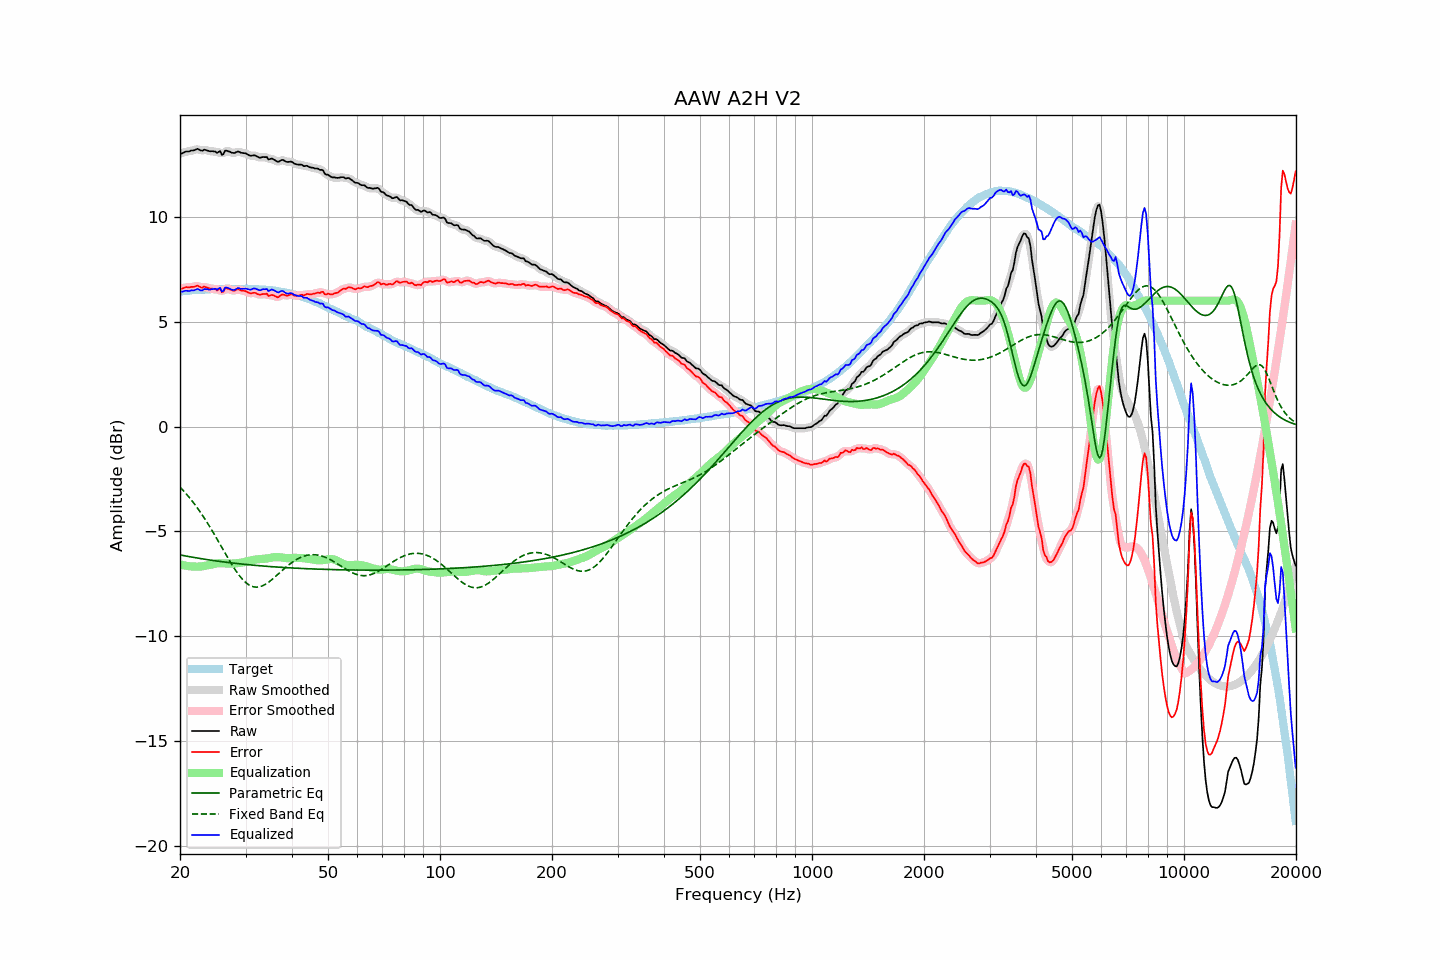 AAW A2H V2
Amplitude (dBr)
10
5
0
−5
−10
−15
−20
Target
Raw Smoothed
Error Smoothed
Raw
Error
Equalization
Parametric Eq
Fixed Band Eq
Equalized
20 50 100 200 500 1000 2000 5000 10000 20000
Frequency (Hz)